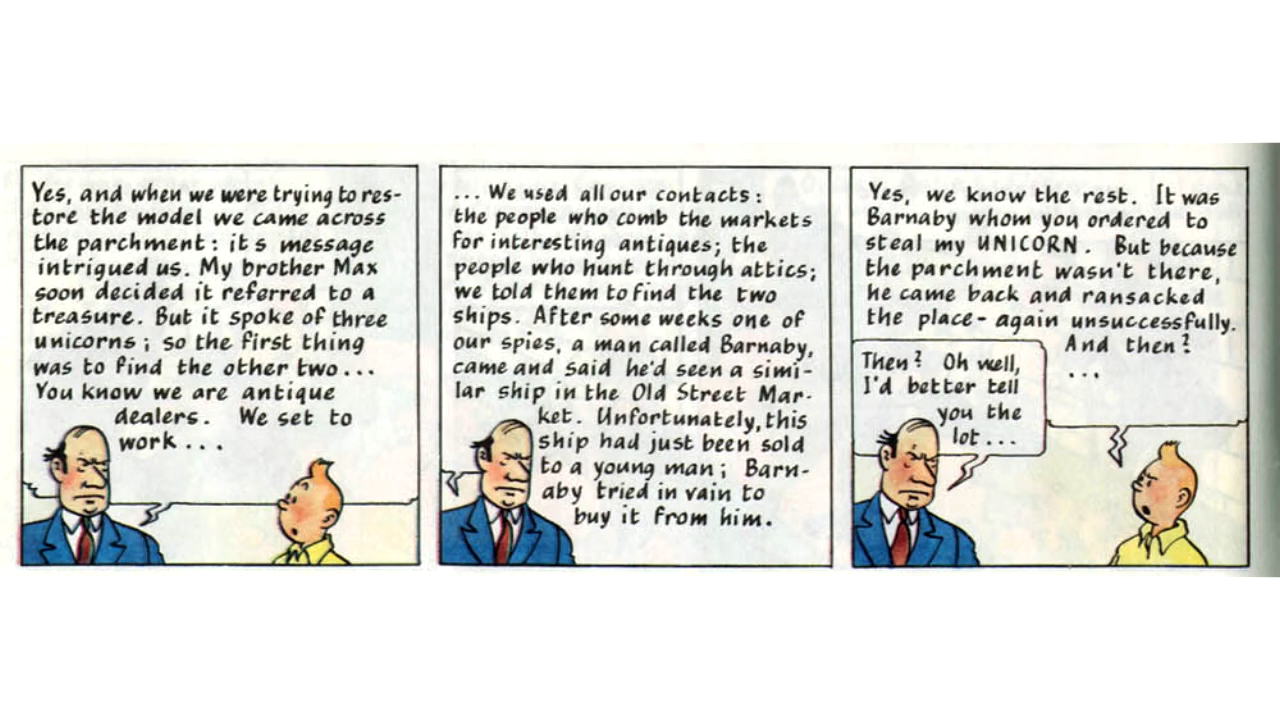 Yes, and when we were trying to res-
tore the model we came across
the parchment: its message
intrigued us. My brother Max
soon decided it referred to a
treasure. But it spoke of three
unicorns; so the first thing
was to find the other two...
You know we are antique
dealers. We set to
work...
... We used all our contacts:
the people who comb the markets
for interesting antiques; the
people who hunt through attics;
we told them to find the two
ships. After some weeks one of
our spies, a man called Barnaby,
came and said he'd seen a simi-
lar ship in the Old Street Mar-
ket. Unfortunately, this
ship had just been sold
to a young man; Barn-
aby tried in vain to
buy it from him.
Yes, we know the rest. It was
Barnaby whom you ordered to
steal my UNICORN. But because
the parchment wasn't there,
he came back and ransacked
the place - again unsuccessfully.
And then?
...
Then? Oh well,
I'd better tell
you the
lot...